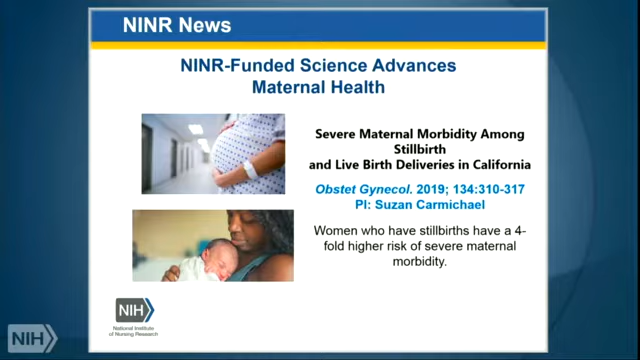 NINR News
NINR-Funded Science Advances
Maternal Health
Severe Maternal Morbidity Among
Stillbirth
and Live Birth Deliveries in California
Obstet Gynecol. 2019; 134:310-317
PI: Suzan Carmichael
Women who have stillbirths have a 4-
fold higher risk of severe maternal
morbidity.
NIH
National Institute
of Nursing Research
NIH